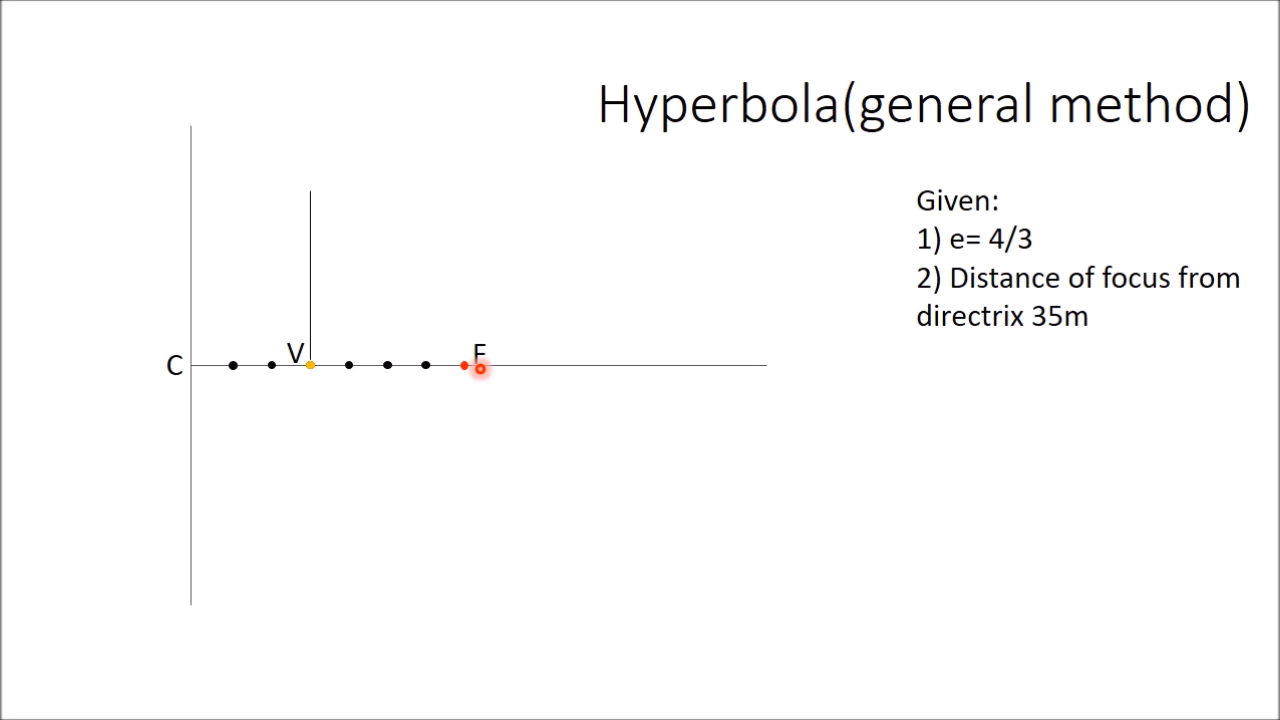 Hyperbola(general method)
Given:
1) e= 4/3
2) Distance of focus from
directrix 35m
V
F
C